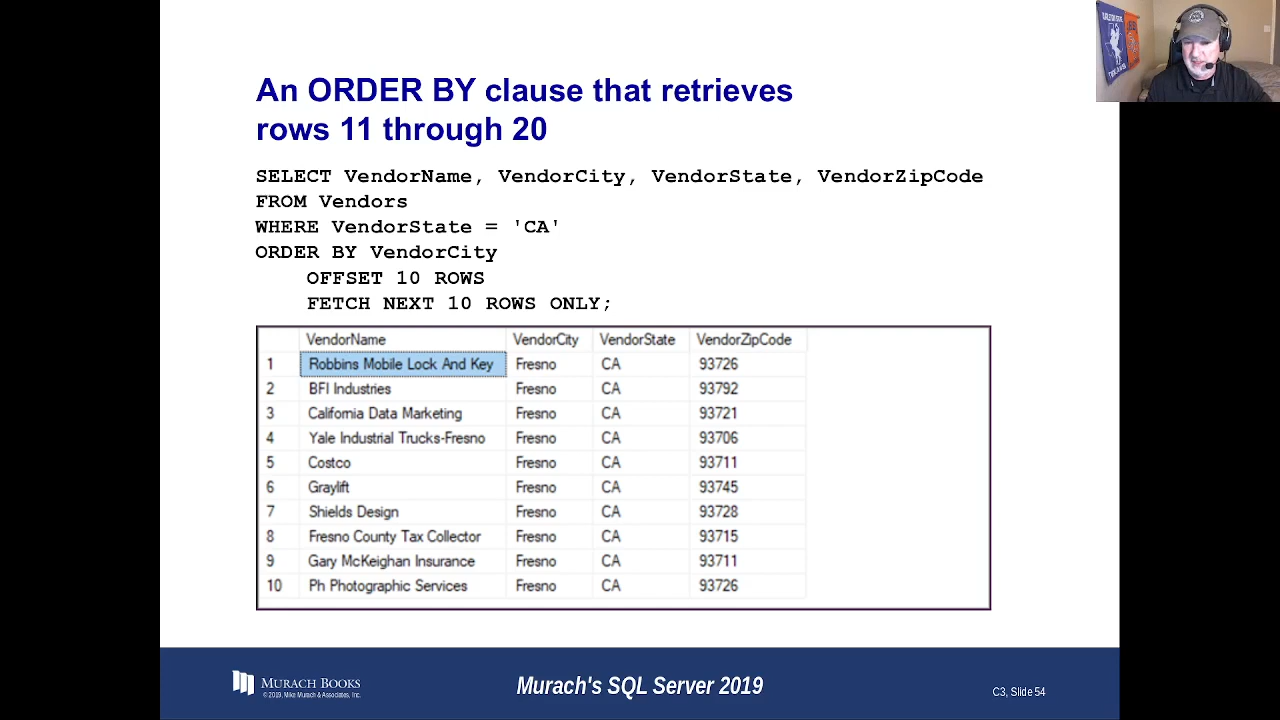 An ORDER BY clause that retrieves
rows 11 through 20
SELECT VendorName, VendorCity, VendorState, VendorZipCode
FROM Vendors
WHERE VendorState = 'CA'
ORDER BY VendorCity
OFFSET 10 ROWS
FETCH NEXT 10 ROWS ONLY;
VendorName VendorCity VendorState VendorZipCode
1 Robbins Mobile Lock And Key Fresno CA 93726
2 BFI Industries Fresno CA 93792
3 California Data Marketing Fresno CA 93721
4 Yale Industrial Trucks-Fresno Fresno CA 93706
5 Costco Fresno CA 93711
6 Graylift Fresno CA 93745
7 Shields Design Fresno CA 93728
8 Fresno County Tax Collector Fresno CA 93715
9 Gary McKeighan Insurance Fresno CA 93711
10 Ph Photographic Services Fresno CA 93726
MURACH BOOKS
© 2019, Mike Murach & Associates, Inc.
Murach's SQL Server 2019
C3, Slide 54